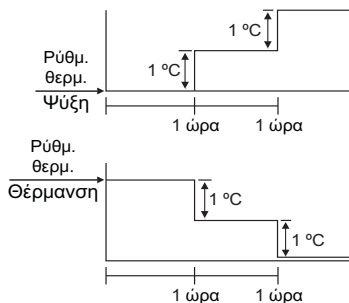 1 ºC
Ρύθμ.
θερμ.
1 ºC
Ψύξη
1 ώρα
1 ώρα
Ρύθμ.
θερμ.
Θέρμανση
1 ºC
1 ºC
1 ώρα
1 ώρα